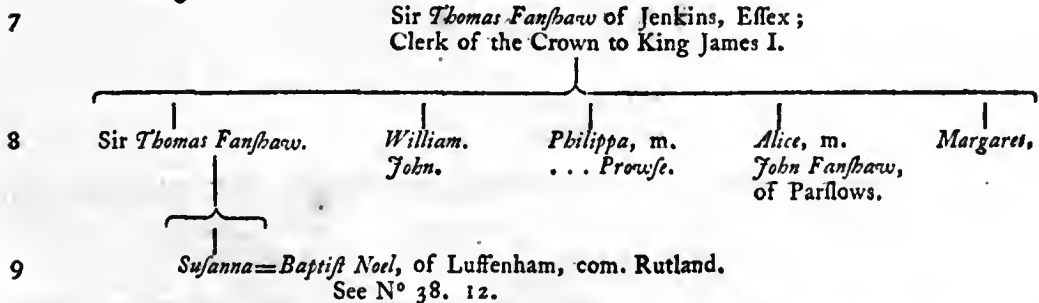 7 Sir Thomas Fanſhaw of Jenkins, Eſſex;
Clerk of the Crown to King James I.
8 Sir Thomas Fanſhaw. William. Philippa, m. Alice, m. Margaret,
John. ... Prowſe. John Fanſhaw,
of Parſlows.
9 Suſanna=Baptiſt Noel, of Luffenham, com. Rutland.
See Nº 38. 12.